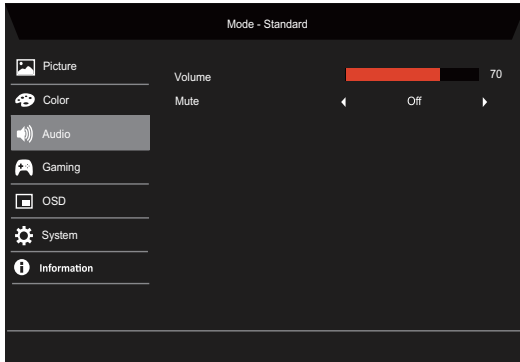 Mode - Standard
Picture
Color
Audio
Gaming
OSD
System
Information
Volume 70
Mute Off